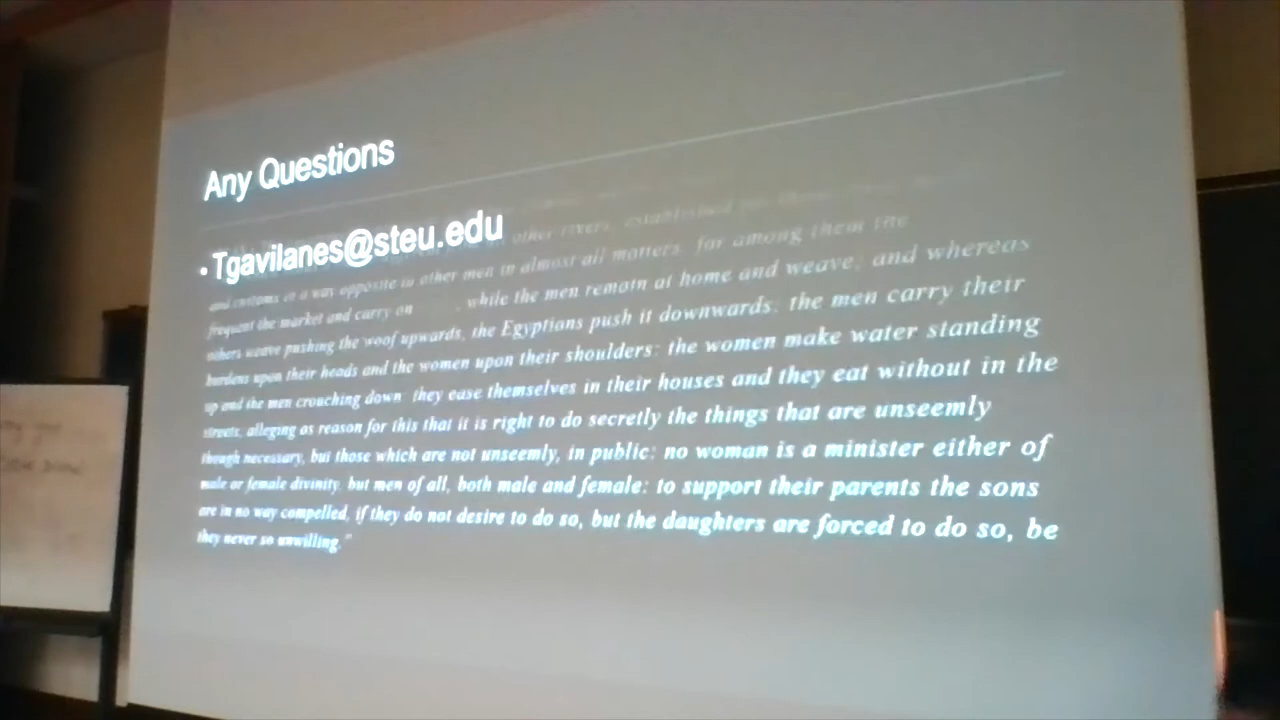 Any Questions
• Tgavilanes@steu.edu
other rivers, established
and customs in a way opposite to other men in almost all matters: for among them the
frequent the market and carry on while the men remain at home and weave; and whereas
others weave pushing the woof upwards, the Egyptians push it downwards: the men carry their
burdens upon their heads and the women upon their shoulders: the women make water standing
up and the men crouching down: they ease themselves in their houses and they eat without in the
streets, alleging as reason for this that it is right to do secretly the things that are unseemly
though necessary, but those which are not unseemly, in public: no woman is a minister either of
male or female divinity, but men of all, both male and female: to support their parents the sons
are in no way compelled, if they do not desire to do so, but the daughters are forced to do so, be
they never so unwilling."